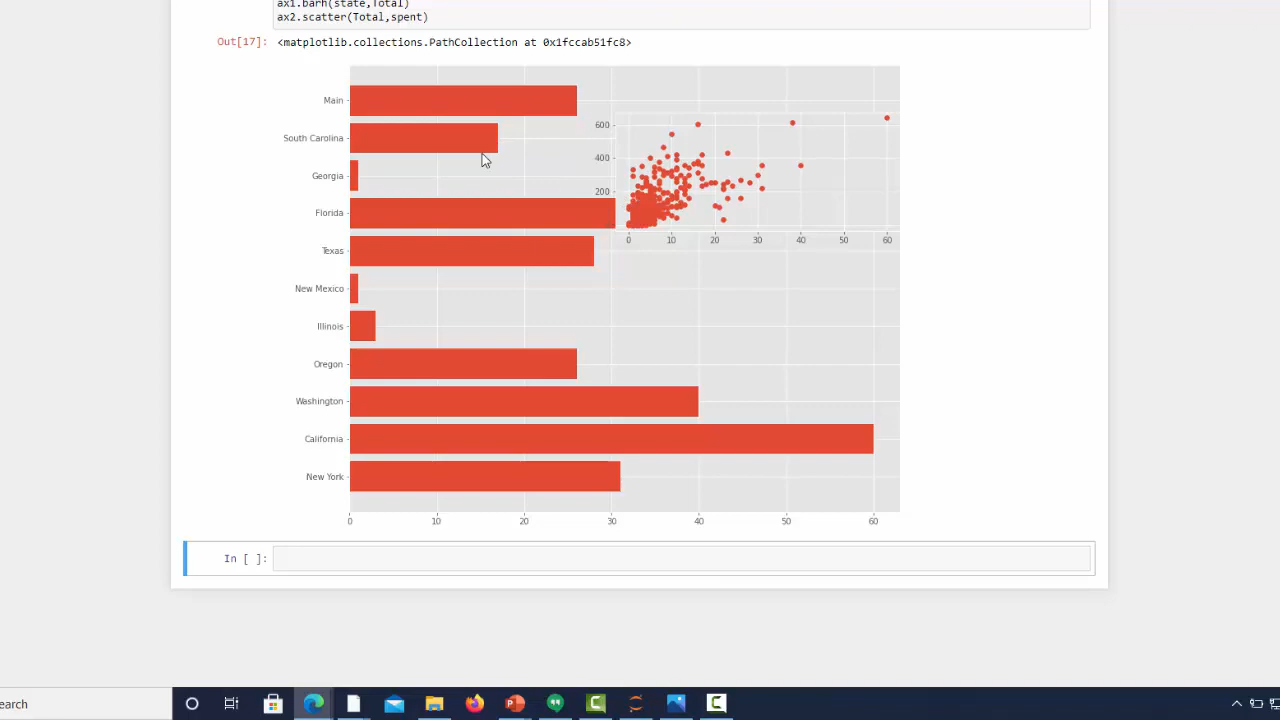 ax1.barh(state,Total)
ax2.scatter(Total,spent)
Out[17]: <matplotlib.collections.PathCollection at 0x1fccab51fc8>
Main
South Carolina
Georgia
Florida
Texas
New Mexico
Illinois
Oregon
Washington
California
New York
0 10 20 30 40 50 60
600
400
200
0 10 20 30 40 50 60
In [ ]:
earch